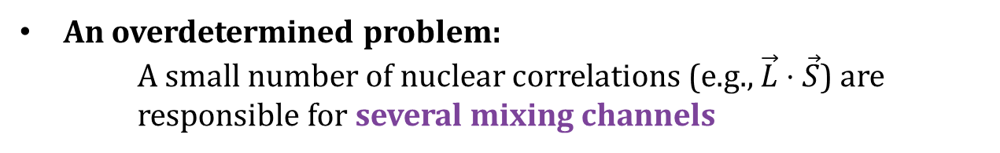 • An overdetermined problem:
A small number of nuclear correlations (e.g., L⃗ · S⃗) are
responsible for several mixing channels